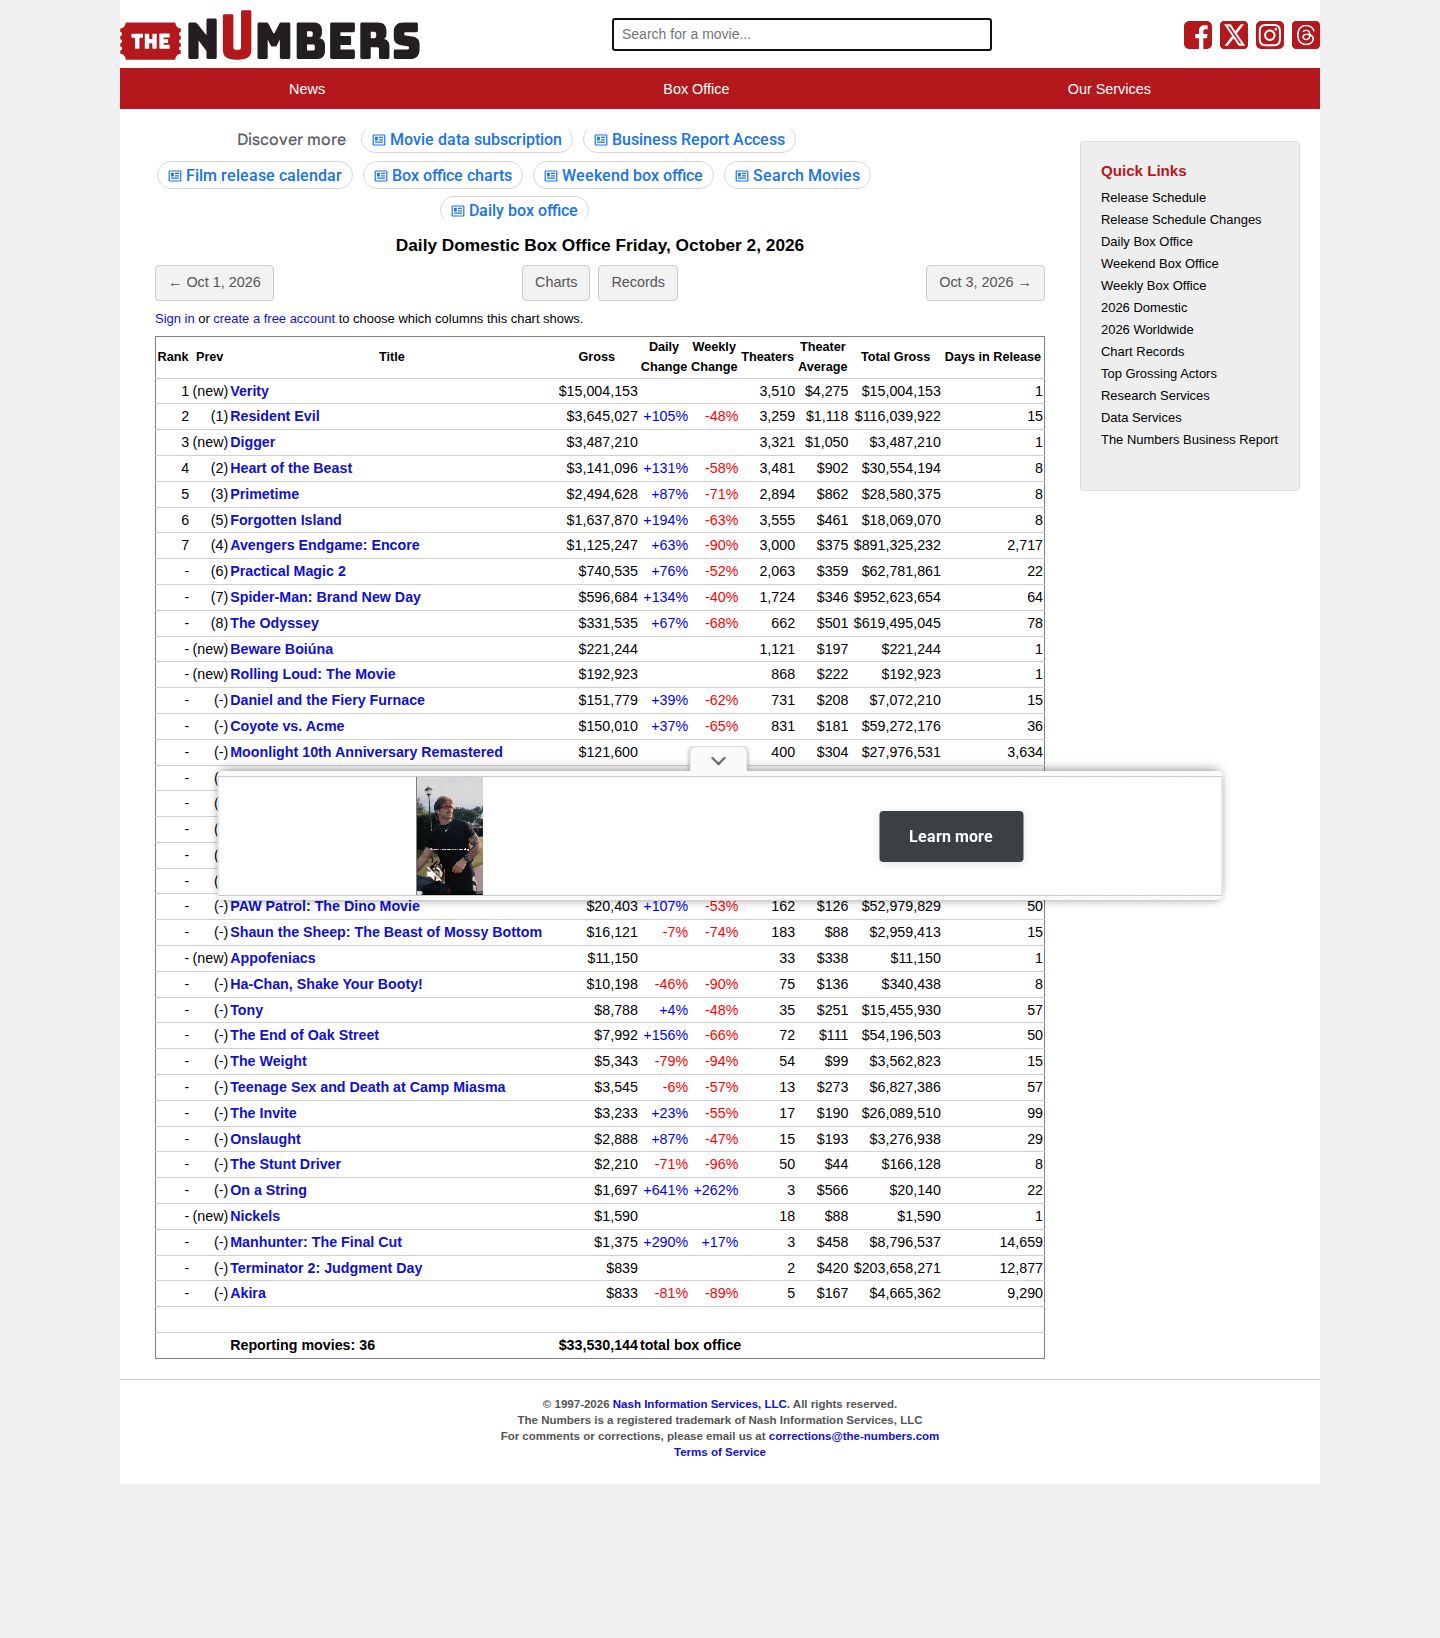 THE NUMBERS
Search for a movie...
News Box Office Our Services
Discover more Movie data subscription Business Report Access
Film release calendar Box office charts Weekend box office Search Movies
Daily box office
Quick Links
Release Schedule
Release Schedule Changes
Daily Box Office
Weekend Box Office
Weekly Box Office
2026 Domestic
2026 Worldwide
Chart Records
Top Grossing Actors
Research Services
Data Services
The Numbers Business Report
Daily Domestic Box Office Friday, October 2, 2026
← Oct 1, 2026 Charts Records Oct 3, 2026 →
Sign in or create a free account to choose which columns this chart shows.
Rank Prev Title Gross Daily Change Weekly Change Theaters Theater Average Total Gross Days in Release
1 (new) Verity $15,004,153 3,510 $4,275 $15,004,153 1
2 (1) Resident Evil $3,645,027 +105% -48% 3,259 $1,118 $116,039,922 15
3 (new) Digger $3,487,210 3,321 $1,050 $3,487,210 1
4 (2) Heart of the Beast $3,141,096 +131% -58% 3,481 $902 $30,554,194 8
5 (3) Primetime $2,494,628 +87% -71% 2,894 $862 $28,580,375 8
6 (5) Forgotten Island $1,637,870 +194% -63% 3,555 $461 $18,069,070 8
7 (4) Avengers Endgame: Encore $1,125,247 +63% -90% 3,000 $375 $891,325,232 2,717
- (6) Practical Magic 2 $740,535 +76% -52% 2,063 $359 $62,781,861 22
- (7) Spider-Man: Brand New Day $596,684 +134% -40% 1,724 $346 $952,623,654 64
- (8) The Odyssey $331,535 +67% -68% 662 $501 $619,495,045 78
- (new) Beware Boiúna $221,244 1,121 $197 $221,244 1
- (new) Rolling Loud: The Movie $192,923 868 $222 $192,923 1
- (-) Daniel and the Fiery Furnace $151,779 +39% -62% 731 $208 $7,072,210 15
- (-) Coyote vs. Acme $150,010 +37% -65% 831 $181 $59,272,176 36
- (-) Moonlight 10th Anniversary Remastered $121,600 400 $304 $27,976,531 3,634
- (
- (
- (
- (
- (
Learn more
- (-) PAW Patrol: The Dino Movie $20,403 +107% -53% 162 $126 $52,979,829 50
- (-) Shaun the Sheep: The Beast of Mossy Bottom $16,121 -7% -74% 183 $88 $2,959,413 15
- (new) Appofeniacs $11,150 33 $338 $11,150 1
- (-) Ha-Chan, Shake Your Booty! $10,198 -46% -90% 75 $136 $340,438 8
- (-) Tony $8,788 +4% -48% 35 $251 $15,455,930 57
- (-) The End of Oak Street $7,992 +156% -66% 72 $111 $54,196,503 50
- (-) The Weight $5,343 -79% -94% 54 $99 $3,562,823 15
- (-) Teenage Sex and Death at Camp Miasma $3,545 -6% -57% 13 $273 $6,827,386 57
- (-) The Invite $3,233 +23% -55% 17 $190 $26,089,510 99
- (-) Onslaught $2,888 +87% -47% 15 $193 $3,276,938 29
- (-) The Stunt Driver $2,210 -71% -96% 50 $44 $166,128 8
- (-) On a String $1,697 +641% +262% 3 $566 $20,140 22
- (new) Nickels $1,590 18 $88 $1,590 1
- (-) Manhunter: The Final Cut $1,375 +290% +17% 3 $458 $8,796,537 14,659
- (-) Terminator 2: Judgment Day $839 2 $420 $203,658,271 12,877
- (-) Akira $833 -81% -89% 5 $167 $4,665,362 9,290
Reporting movies: 36 $33,530,144 total box office
© 1997-2026 Nash Information Services, LLC. All rights reserved.
The Numbers is a registered trademark of Nash Information Services, LLC
For comments or corrections, please email us at corrections@the-numbers.com
Terms of Service